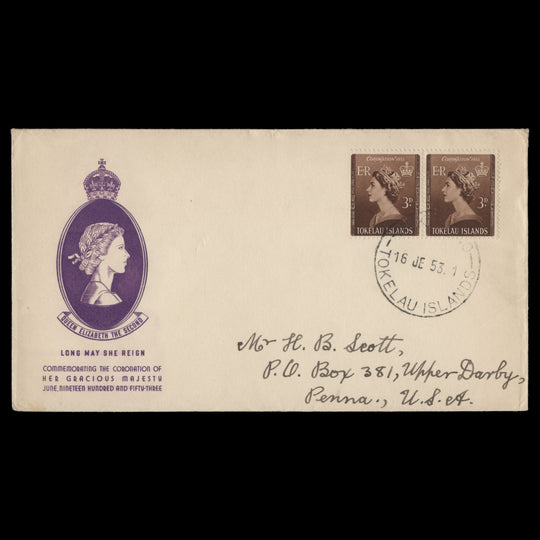 QUEEN ELIZABETH THE SECOND
LONG MAY SHE REIGN
COMMEMORATING THE CORONATION OF
HER GRACIOUS MAJESTY
JUNE, NINETEEN HUNDRED AND FIFTY-THREE
CORONATION 1953
ER
3D
TOKELAU ISLANDS
CORONATION 1953
ER
3D
TOKELAU ISLANDS
16 JE 53. 1
TOKELAU ISLANDS
Mr H. B. Scott,
P.O. Box 381, Upper Darby,
Penna., U.S.A.